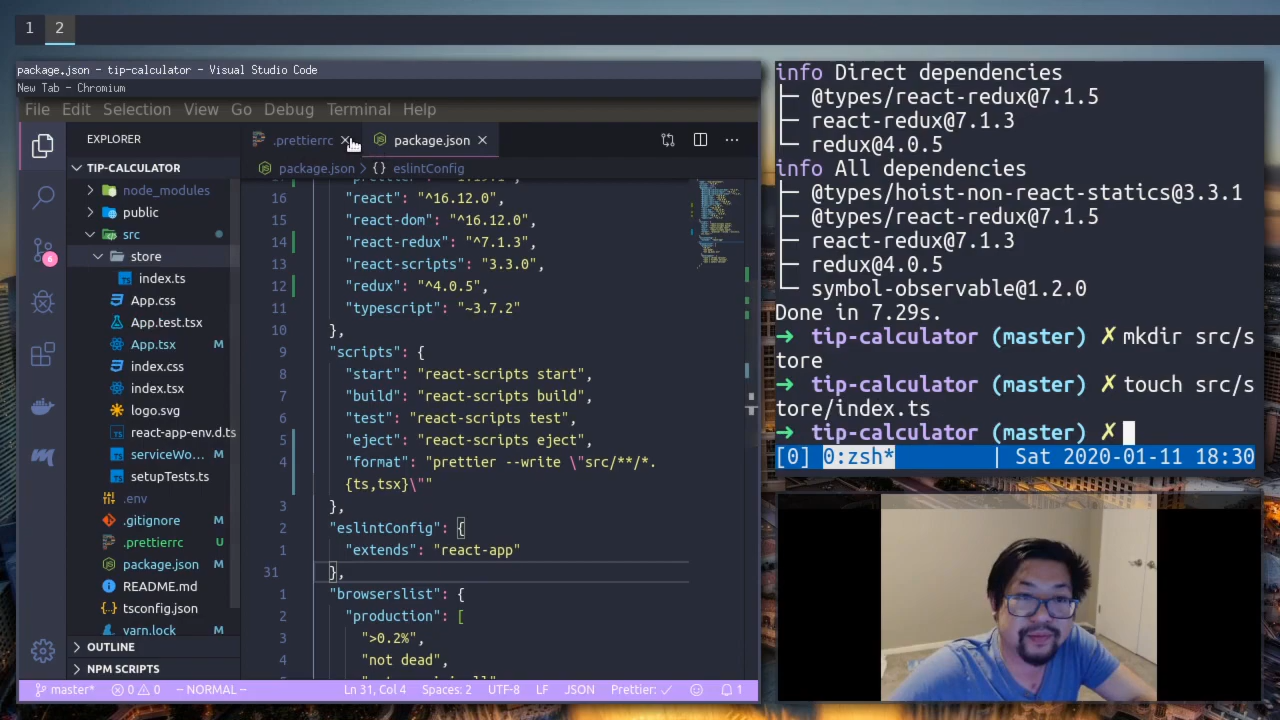 1 2
package.json - tip-calculator - Visual Studio Code
New Tab - Chromium
File Edit Selection View Go Debug Terminal Help
EXPLORER
TIP-CALCULATOR
node_modules
public
src
store
index.ts
App.css
App.test.tsx
App.tsx M
index.css
index.tsx
logo.svg
react-app-env.d.ts
serviceWo... M
setupTests.ts
.env
.gitignore M
.prettierrc U
package.json M
README.md
tsconfig.json
yarn.lock
OUTLINE
NPM SCRIPTS
6
.prettierrc package.json
package.json > {} eslintConfig
16 "react": "^16.12.0",
15 "react-dom": "^16.12.0",
14 "react-redux": "^7.1.3",
13 "react-scripts": "3.3.0",
12 "redux": "^4.0.5",
11 "typescript": "~3.7.2"
10 },
9 "scripts": {
8 "start": "react-scripts start",
7 "build": "react-scripts build",
6 "test": "react-scripts test",
5 "eject": "react-scripts eject",
4 "format": "prettier --write \"src/**/*.
{ts,tsx}\""
3 },
2 "eslintConfig": {
1 "extends": "react-app"
31 },
1 "browserslist": {
2 "production": [
3 ">0.2%",
4 "not dead",
master* 0 0 -- NORMAL -- Ln 31, Col 4 Spaces: 2 UTF-8 LF JSON Prettier: ✓ 1
info Direct dependencies
├─ @types/react-redux@7.1.5
├─ react-redux@7.1.3
└─ redux@4.0.5
info All dependencies
├─ @types/hoist-non-react-statics@3.3.1
├─ @types/react-redux@7.1.5
├─ react-redux@7.1.3
├─ redux@4.0.5
└─ symbol-observable@1.2.0
Done in 7.29s.
➜ tip-calculator (master) ✗ mkdir src/s
tore
➜ tip-calculator (master) ✗ touch src/s
tore/index.ts
➜ tip-calculator (master) ✗
[0] 0:zsh* | Sat 2020-01-11 18:30